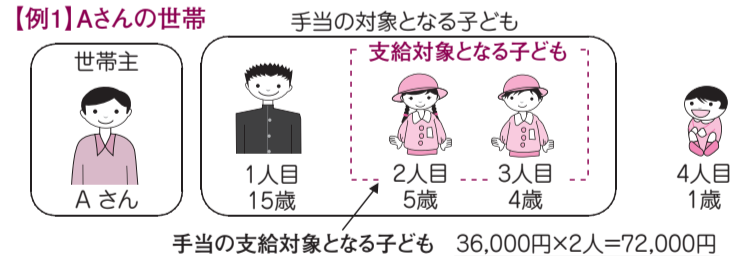 【例1】Aさんの世帯
手当の対象となる子ども
支給対象となる子ども
世帯主
Aさん
1人目
15歳
2人目
5歳
3人目
4歳
4人目
1歳
手当の支給対象となる子ども 36,000円×2人=72,000円